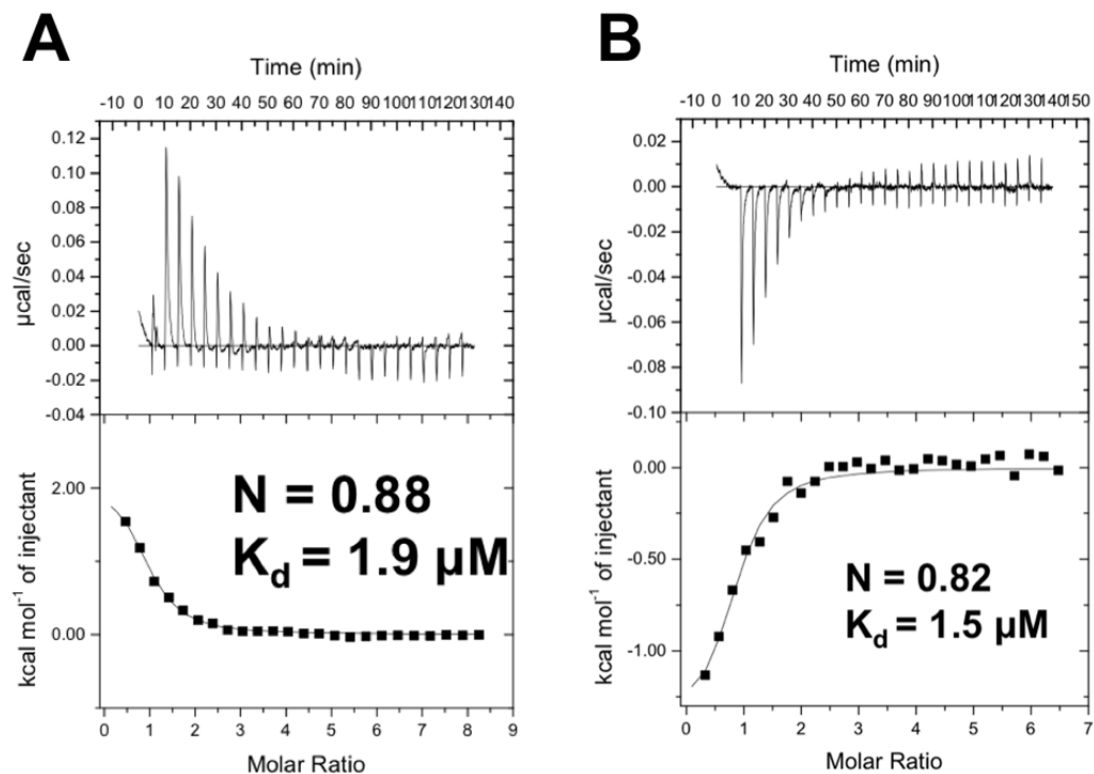 A
Time (min)
-10 0 10 20 30 40 50 60 70 80 90 100 110 120 130 140
0.12
0.10
0.08
0.06
0.04
0.02
0.00
-0.02
-0.04
µcal/sec
2.00
0.00
kcal mol⁻¹ of injectant
N = 0.88
Kd = 1.9 µM
0 1 2 3 4 5 6 7 8 9
Molar Ratio
B
Time (min)
-10 0 10 20 30 40 50 60 70 80 90 100 110 120 130 140 150
0.02
0.00
-0.02
-0.04
-0.06
-0.08
-0.10
µcal/sec
0.00
-0.50
-1.00
kcal mol⁻¹ of injectant
N = 0.82
Kd = 1.5 µM
0 1 2 3 4 5 6 7
Molar Ratio